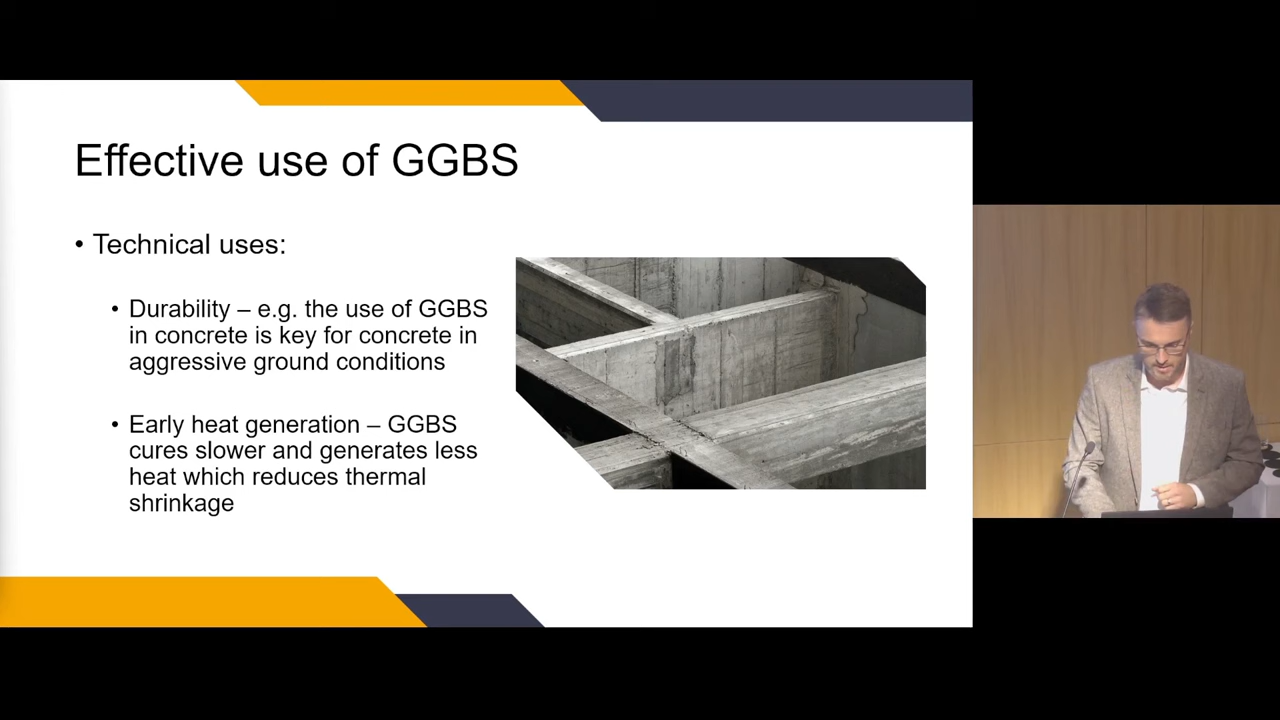 Effective use of GGBS
• Technical uses:
• Durability – e.g. the use of GGBS
in concrete is key for concrete in
aggressive ground conditions
• Early heat generation – GGBS
cures slower and generates less
heat which reduces thermal
shrinkage